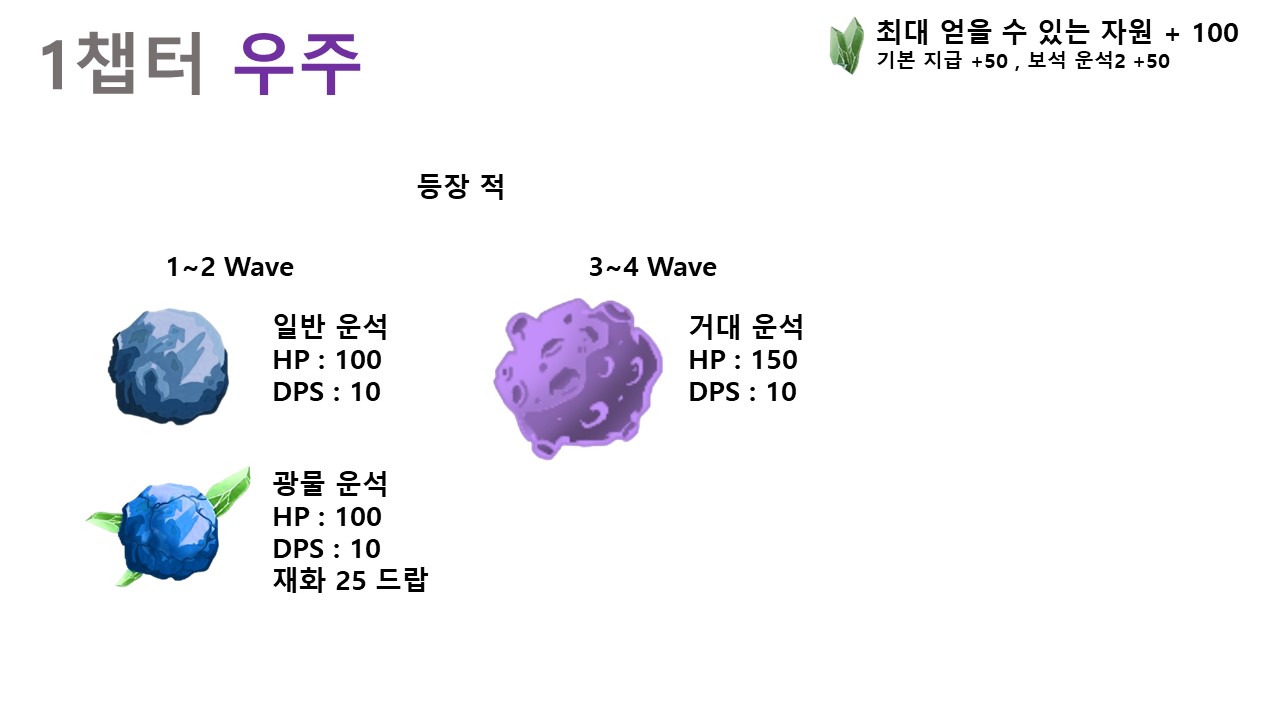 1챕터 우주
최대 얻을 수 있는 자원 + 100
기본 지급 +50 , 보석 운석2 +50
등장 적
1~2 Wave
일반 운석
HP : 100
DPS : 10
광물 운석
HP : 100
DPS : 10
재화 25 드랍
3~4 Wave
거대 운석
HP : 150
DPS : 10